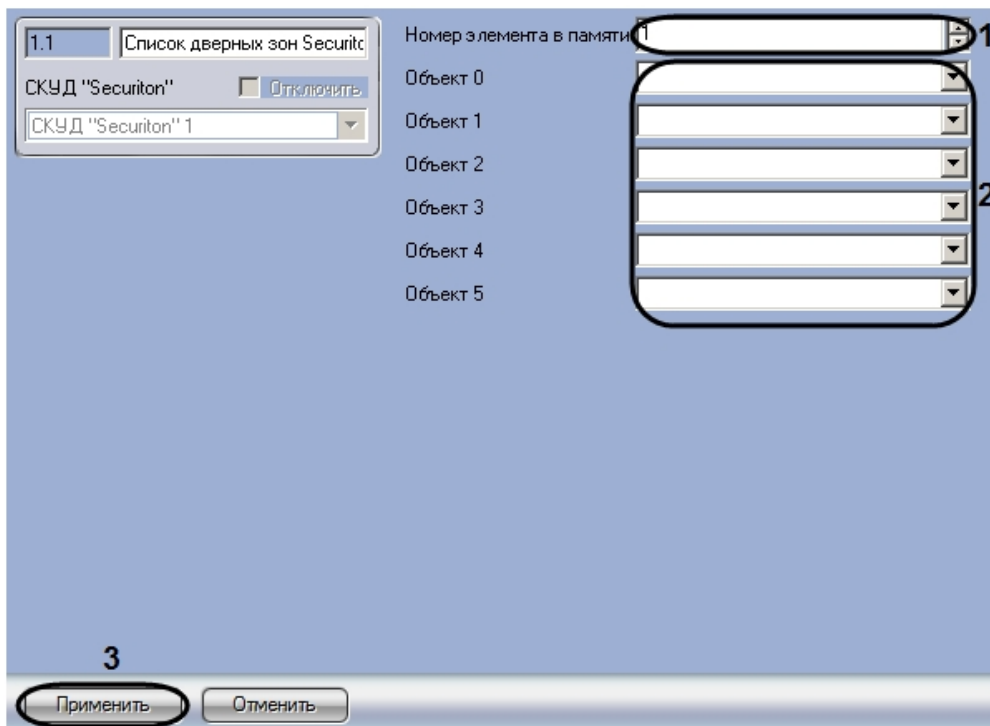 1.1
Список дверных зон Securito
СКУД "Securiton"
Отключить
СКУД "Securiton" 1
Номер элемента в памяти
1
1
Объект 0
Объект 1
Объект 2
Объект 3
2
Объект 4
Объект 5
3
Применить
Отменить